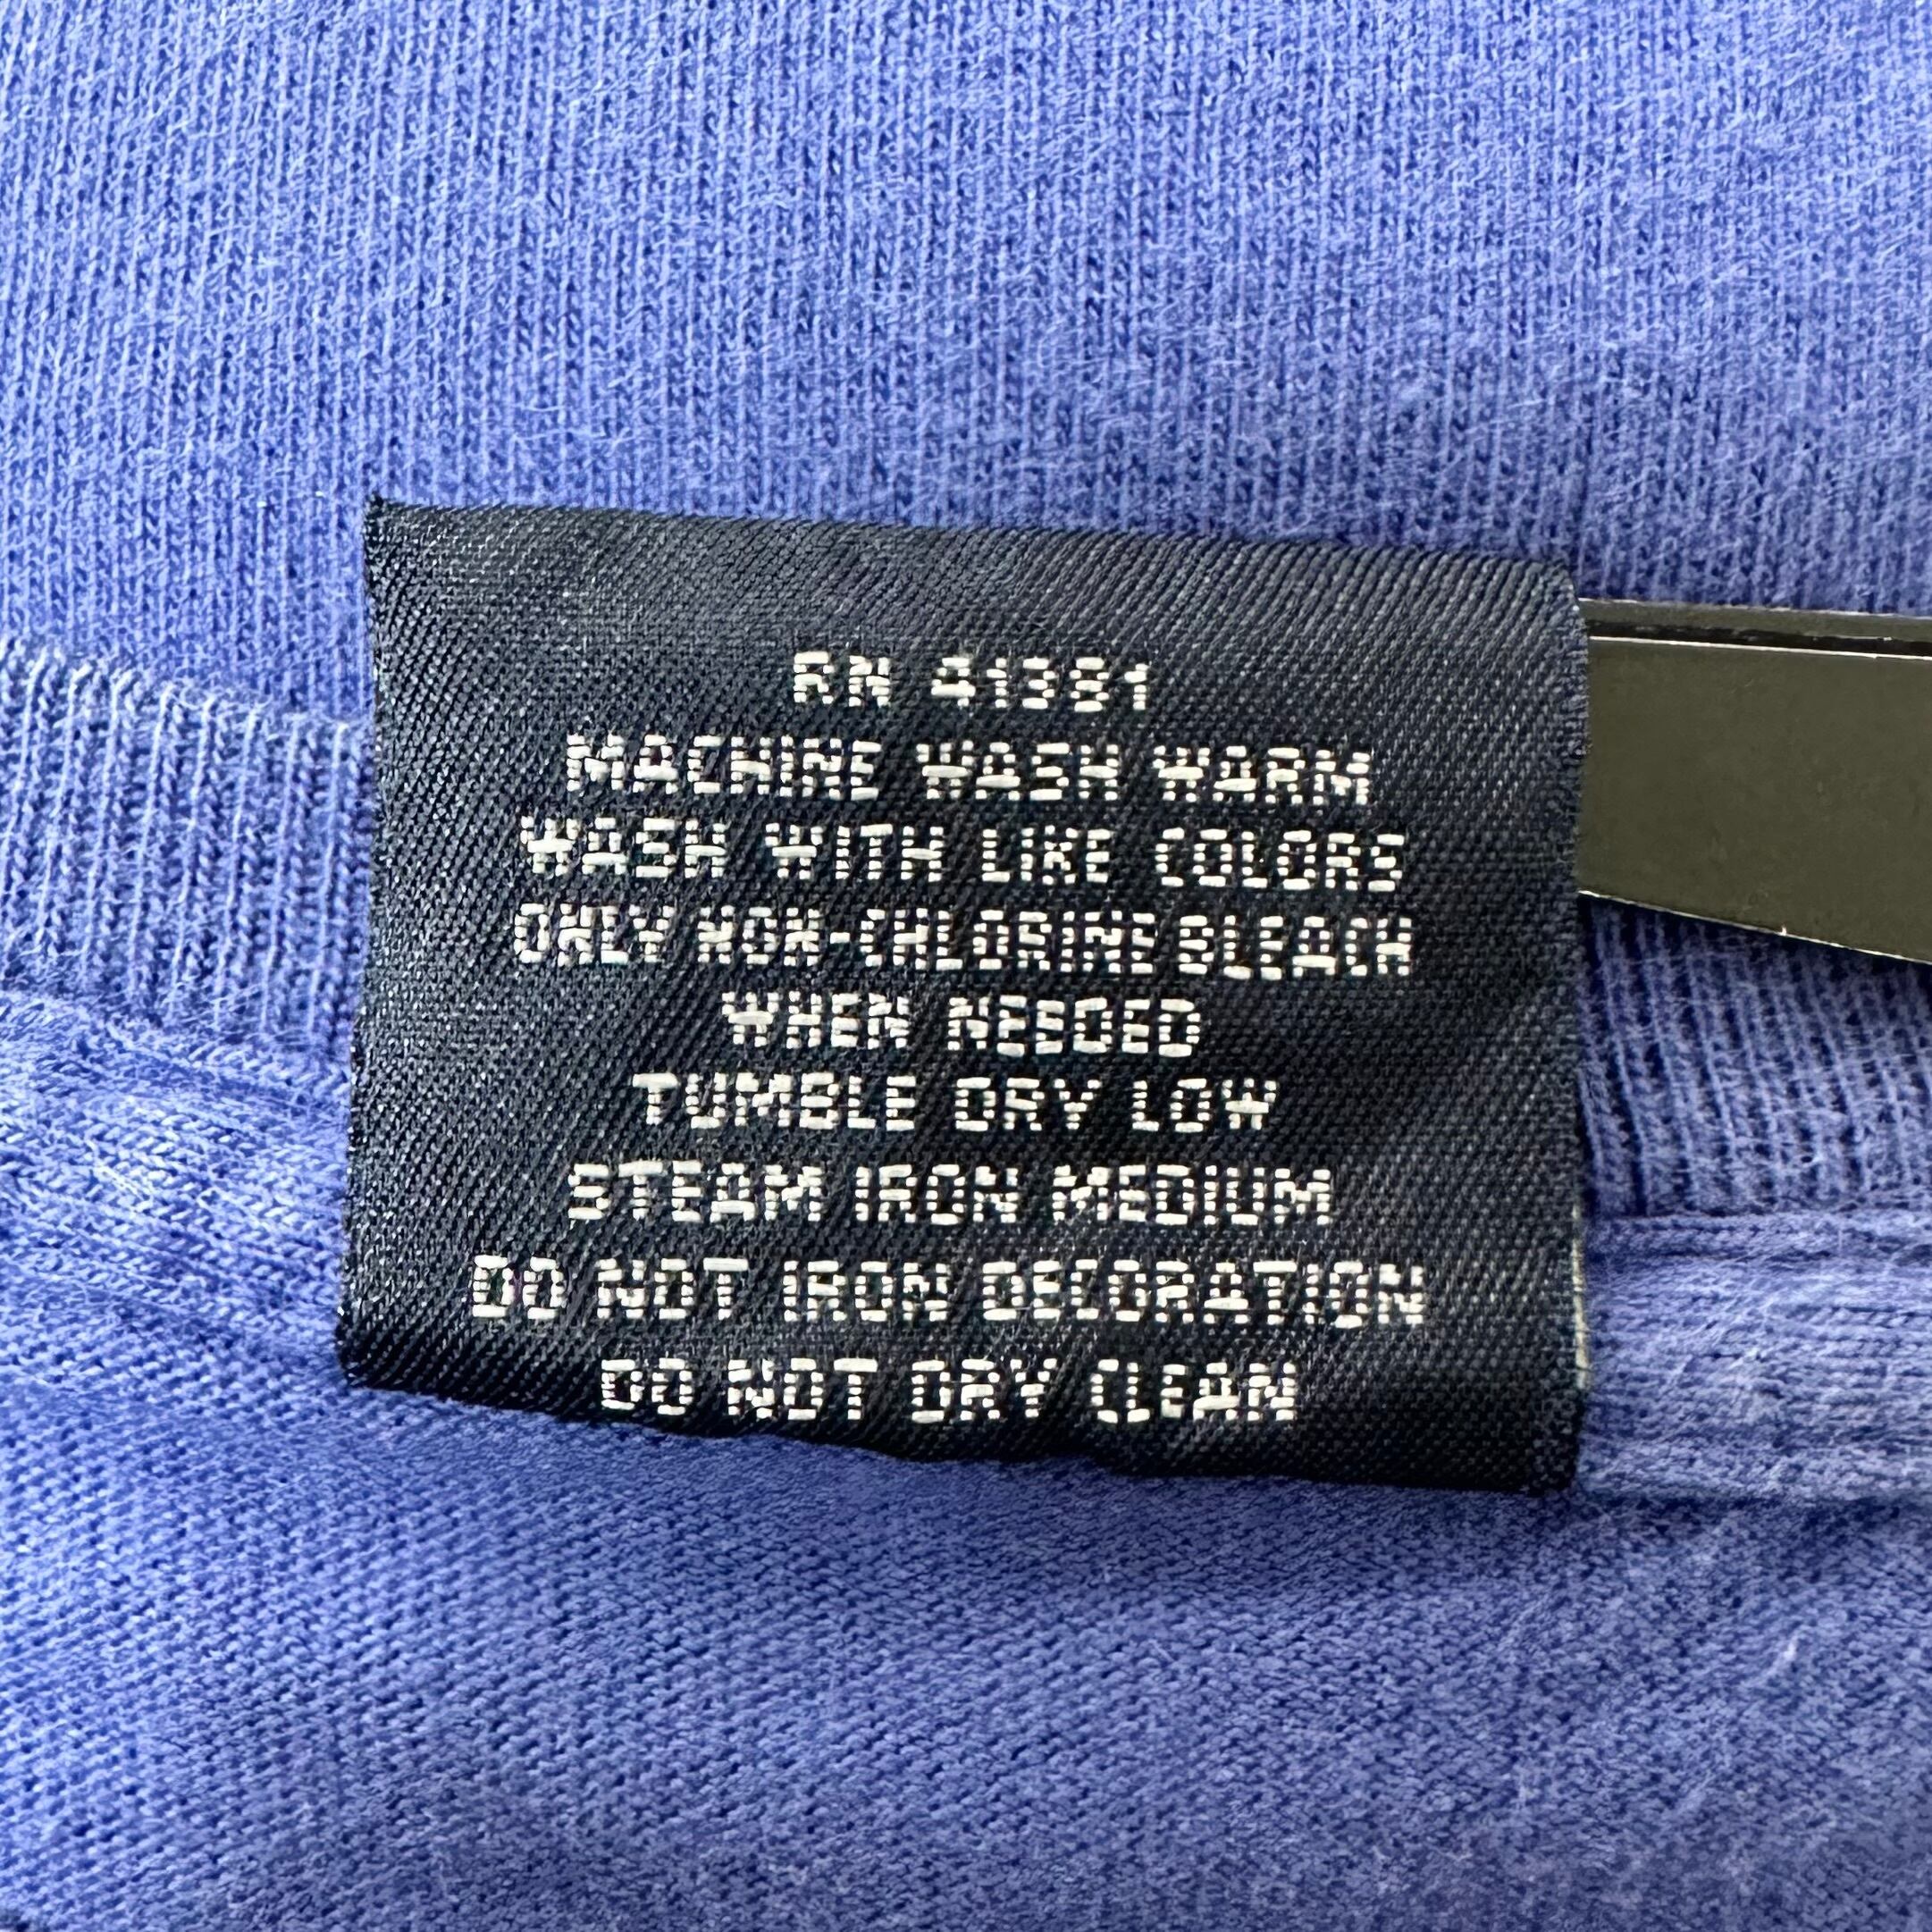 RN 41381
MACHINE WASH WARM
WASH WITH LIKE COLORS
ONLY NON-CHLORINE BLEACH
WHEN NEEDED
TUMBLE DRY LOW
STEAM IRON MEDIUM
DO NOT IRON DECORATION
DO NOT DRY CLEAN